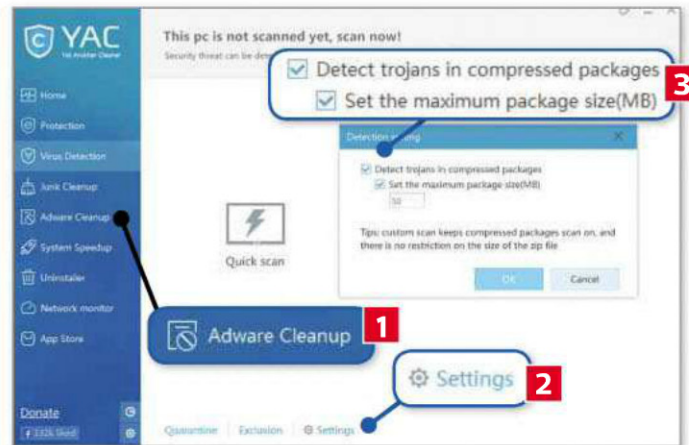 YAC
This pc is not scanned yet, scan now!
Security threat can be
Detect trojans in compressed packages
Set the maximum package size(MB)
3
Home
Protection
Virus Detection
Junk Cleanup
Adware Cleanup
System Speedup
Uninstaller
Network monitor
App Store
Detect trojans in compressed packages
Set the maximum package size(MB)
50
Tips: custom scan keeps compressed packages scan on, and
there is no restriction on the size of the zip file
OK
Cancel
Quick scan
Adware Cleanup
1
Settings
2
Donate
Quarantine
Exclusion
Settings